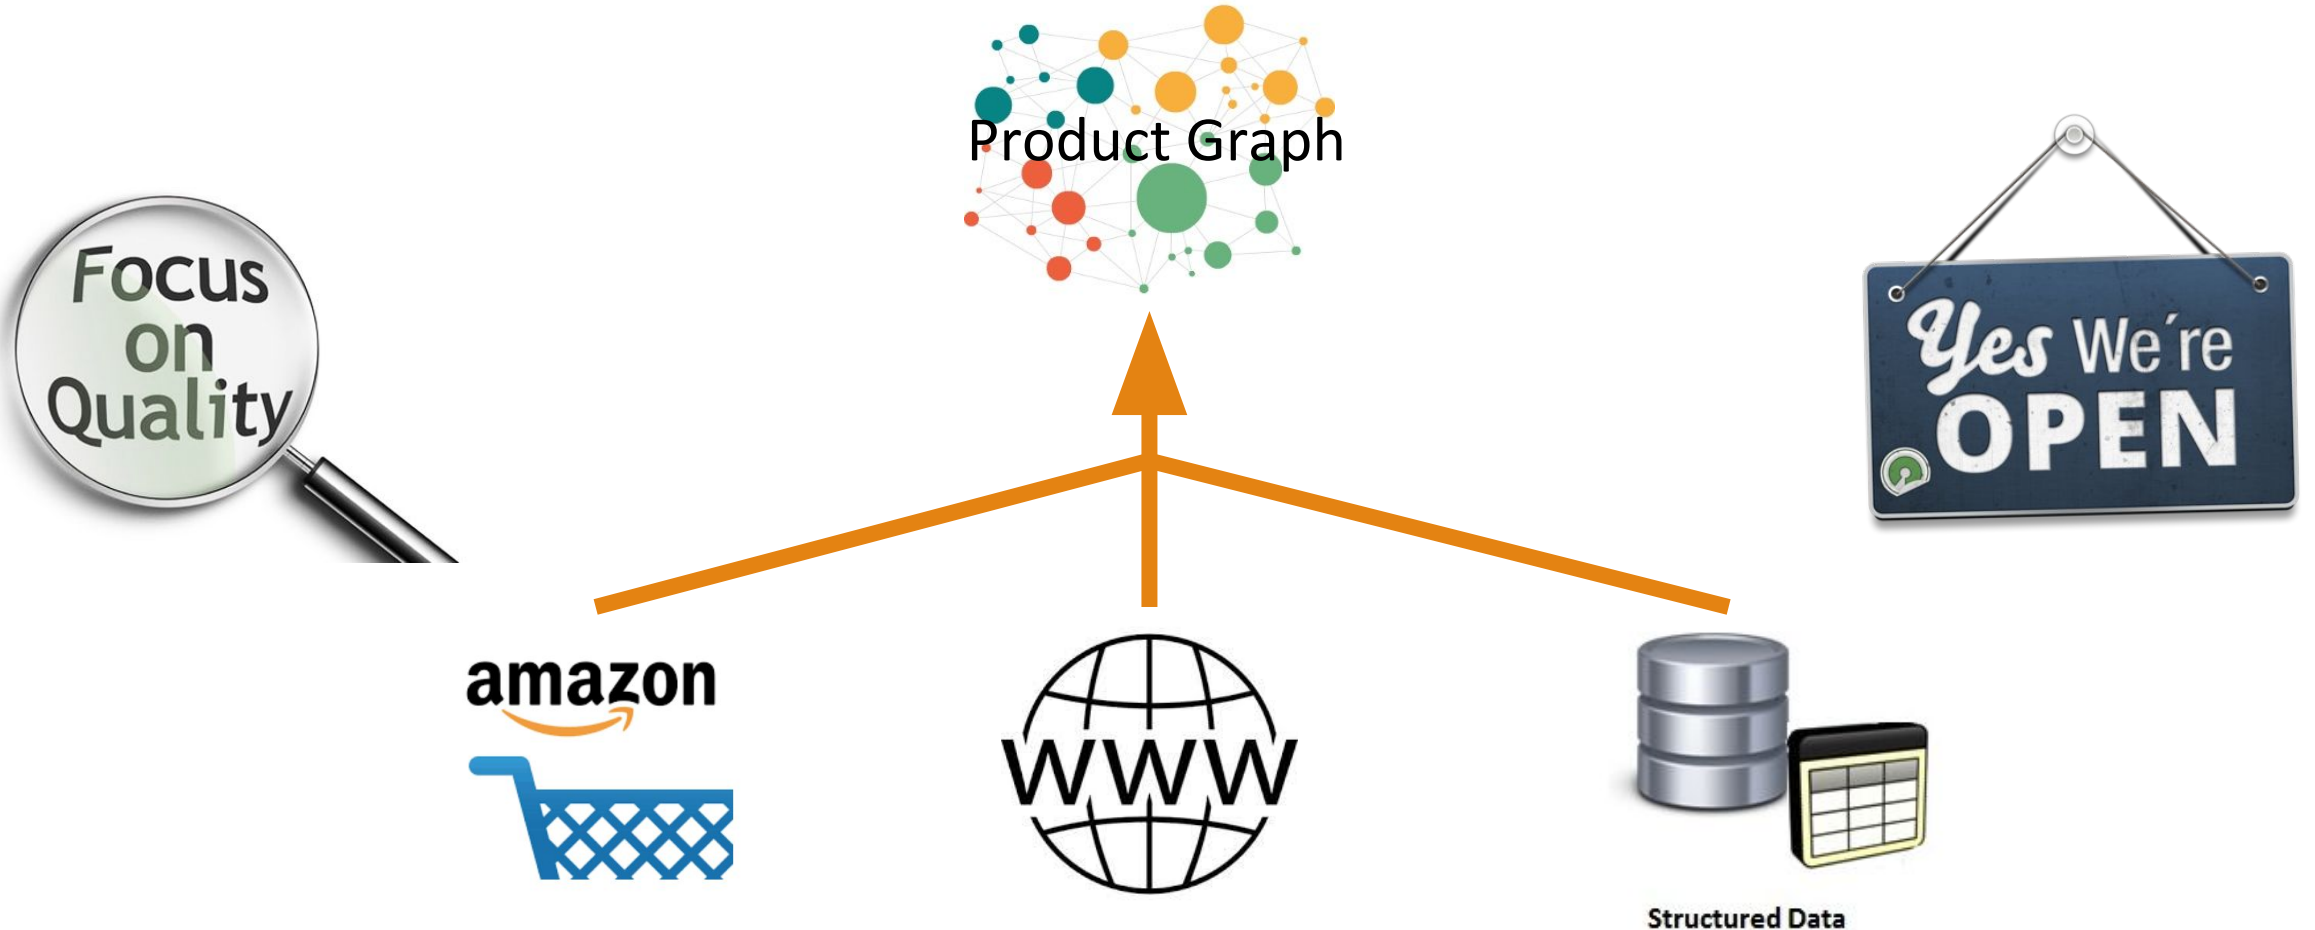 Product Graph
Focus
on
Quality
Yes We´re
OPEN
amazon
WWW
Structured Data